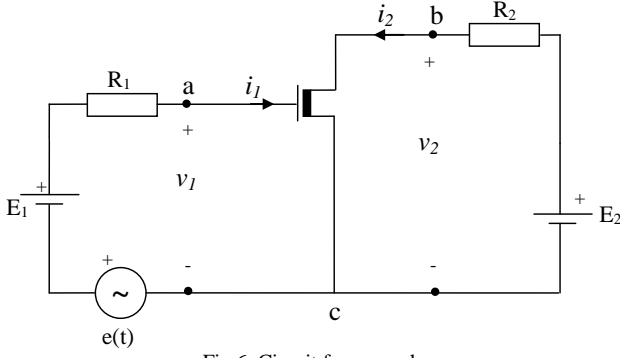 i2
b
R2
+
R1
a
i1
+
v2
v1
+
E1
+
E2
+
-
-
~
c
e(t)
Fig 6. Circuit for example